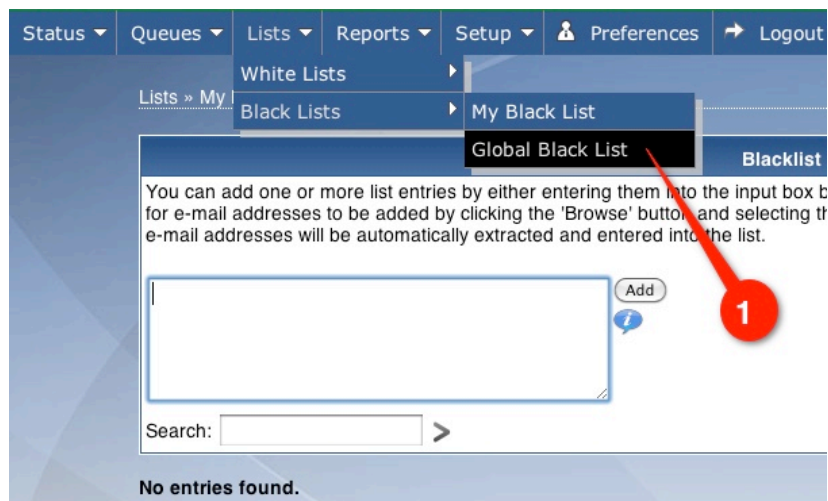 Status Queues Lists Reports Setup Preferences Logout
White Lists
Lists » My
Black Lists My Black List
Global Black List
Blacklist
You can add one or more list entries by either entering them into the input box b
for e-mail addresses to be added by clicking the 'Browse' button and selecting th
e-mail addresses will be automatically extracted and entered into the list.
Add
1
Search:
No entries found.